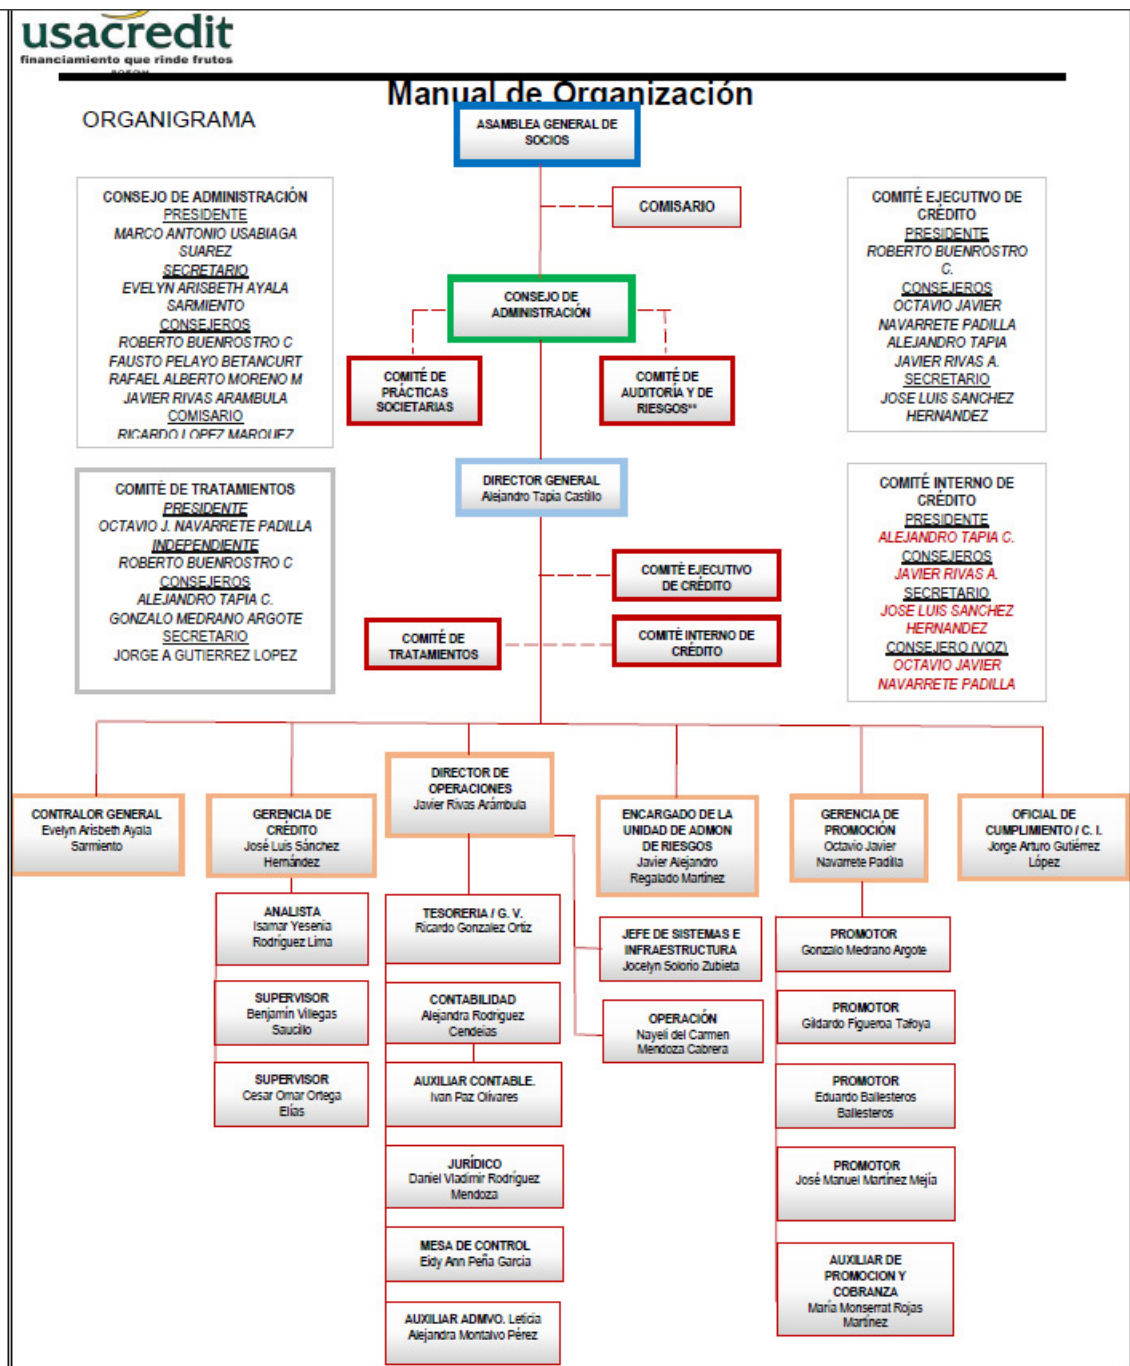 usacredit
financiamiento que rinde frutos
Manual de Organización
ORGANIGRAMA
ASAMBLEA GENERAL DE
SOCIOS
COMISARIO
CONSEJO DE ADMINISTRACIÓN
PRESIDENTE
MARCO ANTONIO USABIAGA
SUAREZ
SECRETARIO
EVELYN ARISBETH AYALA
SARMIENTO
CONSEJEROS
ROBERTO BUENROSTRO C
FAUSTO PELAYO BETANCURT
RAFAEL ALBERTO MORENO M
JAVIER RIVAS ARAMBULA
COMISARIO
RICARDO LOPEZ MARQUEZ
CONSEJO DE
ADMINISTRACIÓN
COMITÉ DE
PRÁCTICAS
SOCIETARIAS
COMITÉ DE
AUDITORÍA Y DE
RIESGOS**
COMITÉ EJECUTIVO DE
CRÉDITO
PRESIDENTE
ROBERTO BUENROSTRO
C.
CONSEJEROS
OCTAVIO JAVIER
NAVARRETE PADILLA
ALEJANDRO TAPIA
JAVIER RIVAS A.
SECRETARIO
JOSE LUIS SANCHEZ
HERNANDEZ
COMITÉ DE TRATAMIENTOS
PRESIDENTE
OCTAVIO J. NAVARRETE PADILLA
INDEPENDIENTE
ROBERTO BUENROSTRO C
CONSEJEROS
ALEJANDRO TAPIA C.
GONZALO MEDRANO ARGOTE
SECRETARIO
JORGE A GUTIERREZ LOPEZ
DIRECTOR GENERAL
Alejandro Tapia Castillo
COMITÉ EJECUTIVO
DE CRÉDITO
COMITÉ DE
TRATAMIENTOS
COMITÉ INTERNO DE
CRÉDITO
COMITÉ INTERNO DE
CRÉDITO
PRESIDENTE
ALEJANDRO TAPIA C.
CONSEJEROS
JAVIER RIVAS A.
SECRETARIO
JOSE LUIS SANCHEZ
HERNANDEZ
CONSEJERO (VOZ)
OCTAVIO JAVIER
NAVARRETE PADILLA
CONTRALOR GENERAL
Evelyn Arisbeth Ayala
Sarmiento
GERENCIA DE
CRÉDITO
José Luis Sánchez
Hernández
DIRECTOR DE
OPERACIONES
Javier Rivas Arámbula
ENCARGADO DE LA
UNIDAD DE ADMON
DE RIESGOS
Javier Alejandro
Regalado Martínez
GERENCIA DE
PROMOCIÓN
Octavio Javier
Navarrete Padilla
OFICIAL DE
CUMPLIMIENTO / C. I.
Jorge Arturo Gutiérrez
López
ANALISTA
Isamar Yesenia
Rodríguez Lima
SUPERVISOR
Benjamín Villegas
Saucillo
SUPERVISOR
Cesar Omar Ortega
Elías
TESORERIA / G. V.
Ricardo Gonzalez Ortiz
CONTABILIDAD
Alejandra Rodríguez
Cendejas
AUXILIAR CONTABLE.
Ivan Paz Olivares
JURÍDICO
Daniel Vladimir Rodríguez
Mendoza
MESA DE CONTROL
Eidy Ann Peña Garcia
AUXILIAR ADMVO. Leticia
Alejandra Montalvo Pérez
JEFE DE SISTEMAS E
INFRAESTRUCTURA
Jocelyn Solorio Zubieta
OPERACIÓN
Nayeli del Carmen
Mendoza Cabrera
PROMOTOR
Gonzalo Medrano Argote
PROMOTOR
Gildardo Figueroa Tafoya
PROMOTOR
Eduardo Ballesteros
Ballesteros
PROMOTOR
José Manuel Martínez Mejía
AUXILIAR DE
PROMOCION Y
COBRANZA
María Monserrat Rojas
Martínez